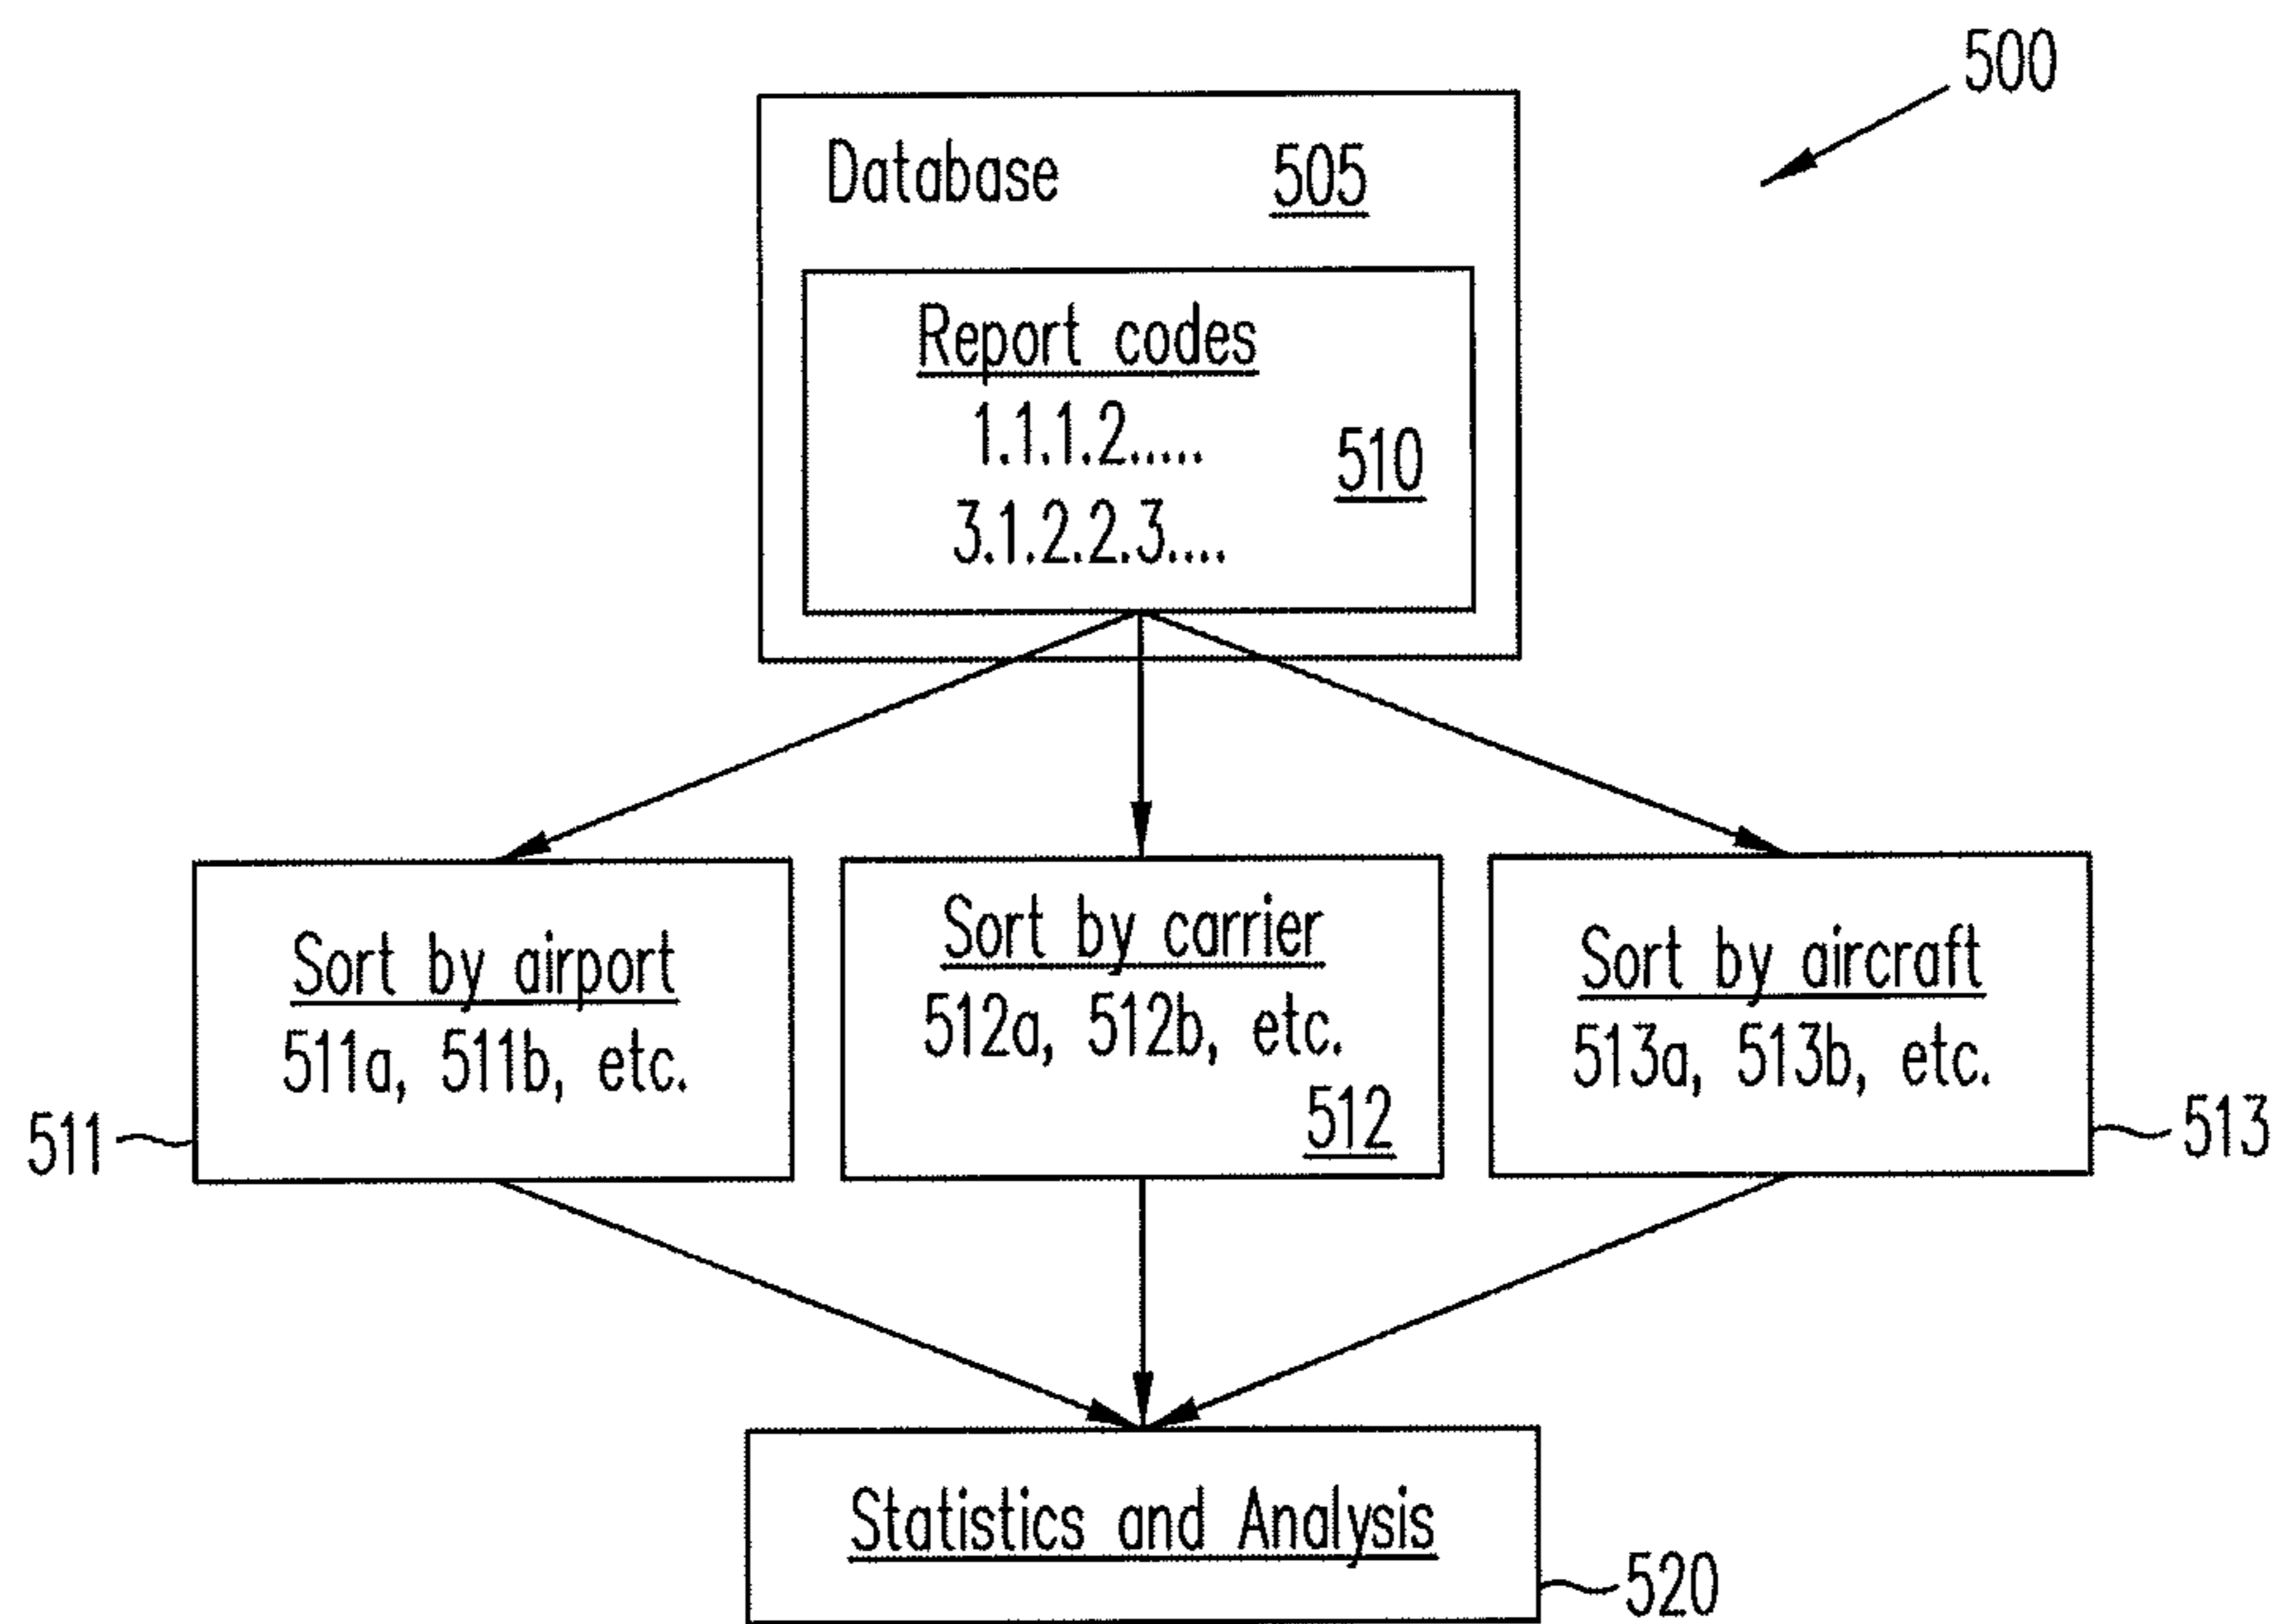 500
Database 505
Report codes
1.1.1.2.....
510
3.1.2.2.3....
Sort by airport
511a, 511b, etc.
511
Sort by carrier
512a, 512b, etc.
512
Sort by aircraft
513a, 513b, etc.
513
Statistics and Analysis
520